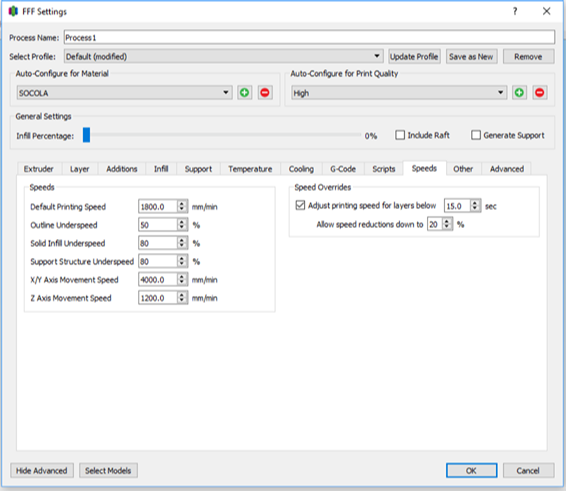 FFF Settings
Process Name: Process1
Select Profile: Default (modified) Update Profile Save as New Remove
Auto-Configure for Material Auto-Configure for Print Quality
SOCOLA High
General Settings
Infill Percentage: 0% Include Raft Generate Support
Extruder Layer Additions Infill Support Temperature Cooling G-Code Scripts Speeds Other Advanced
Speeds Speed Overrides
Default Printing Speed 1800.0 mm/min Adjust printing speed for layers below 15.0 sec
Outline Underspeed 50 % Allow speed reductions down to 20 %
Solid Infill Underspeed 80 %
Support Structure Underspeed 80 %
X/Y Axis Movement Speed 4000.0 mm/min
Z Axis Movement Speed 1200.0 mm/min
Hide Advanced Select Models OK Cancel